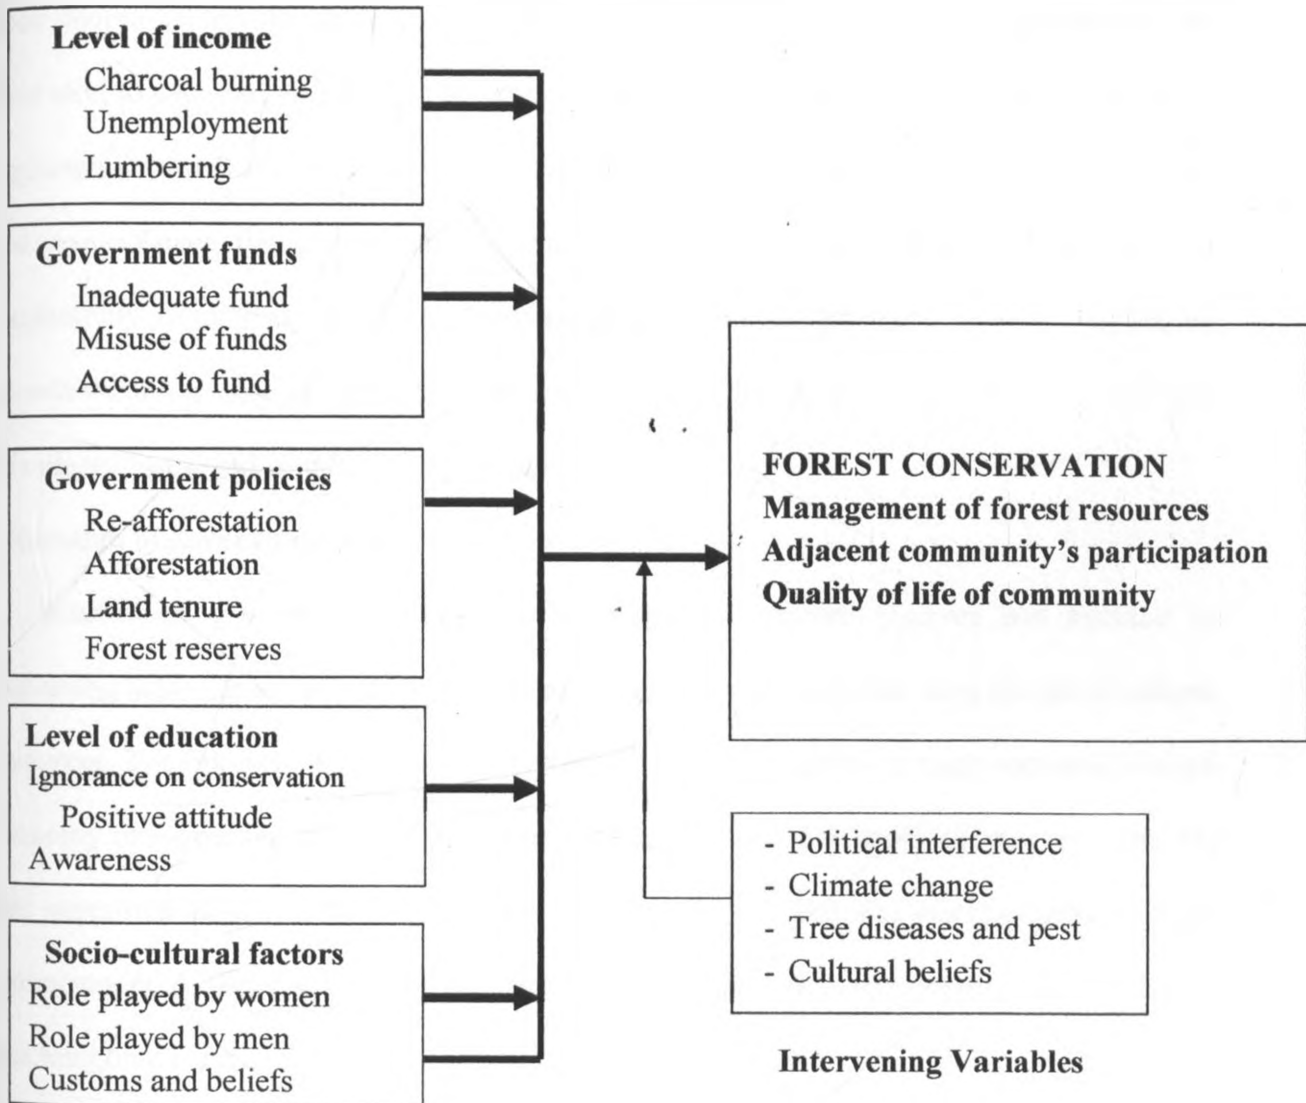 Level of income
Charcoal burning
Unemployment
Lumbering
Government funds
Inadequate fund
Misuse of funds
Access to fund
Government policies
Re-afforestation
Afforestation
Land tenure
Forest reserves
Level of education
Ignorance on conservation
Positive attitude
Awareness
Socio-cultural factors
Role played by women
Role played by men
Customs and beliefs
FOREST CONSERVATION
Management of forest resources
Adjacent community's participation
Quality of life of community
- Political interference
- Climate change
- Tree diseases and pest
- Cultural beliefs
Intervening Variables